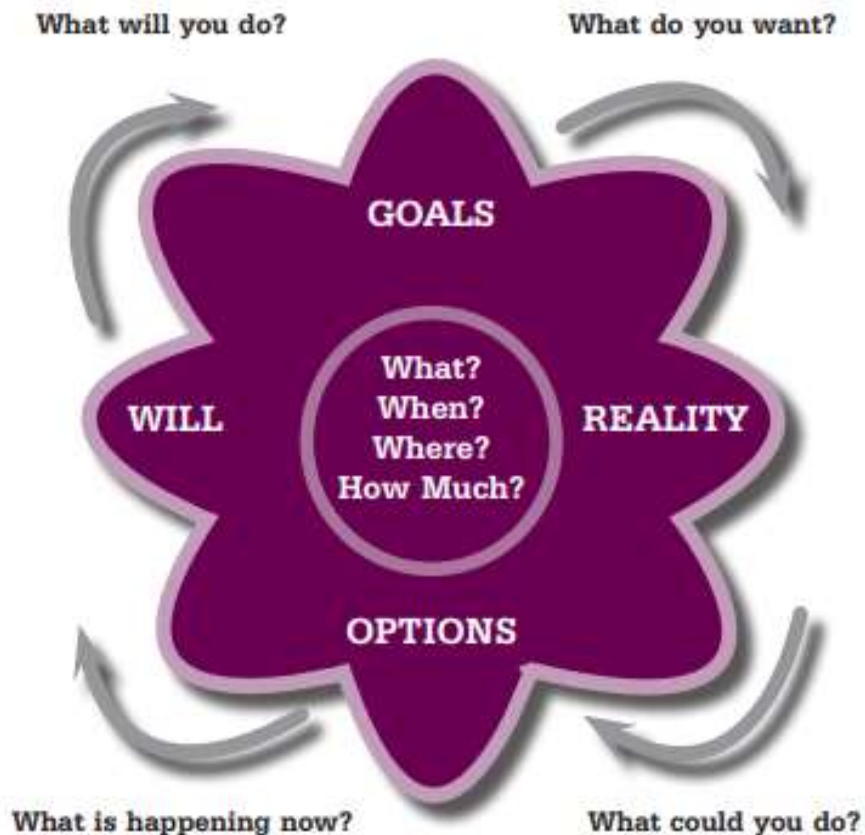 What will you do?
What do you want?
GOALS
What?
When?
Where?
How Much?
WILL
REALITY
OPTIONS
What is happening now?
What could you do?